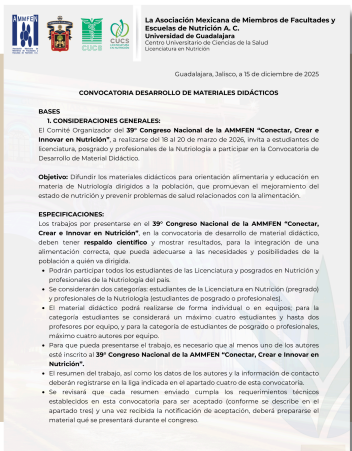 AMMFEN
CUCS
CUCS
La Asociación Mexicana de Miembros de Facultades y
Escuelas de Nutrición A. C.
Universidad de Guadalajara
Centro Universitario de Ciencias de la Salud
Licenciatura en Nutrición
Guadalajara, Jalisco, a 15 de diciembre de 2025
CONVOCATORIA DESARROLLO DE MATERIALES DIDÁCTICOS
BASES
1. CONSIDERACIONES GENERALES:
El Comité Organizador del 39° Congreso Nacional de la AMMFEN "Conectar, Crear e
Innovar en Nutrición", a realizarse del 18 al 20 de marzo de 2026, invita a estudiantes de
licenciatura, posgrado y profesionales de la Nutriología a participar en la Convocatoria de
Desarrollo de Material Didáctico.
Objetivo: Difundir los materiales didácticos para orientación alimentaria y educación en
materia de Nutrición dirigidos a la población, que promuevan el mejoramiento del
estado de nutrición y prevenir problemas de salud relacionados con la alimentación.
ESPECIFICACIONES:
Los trabajos por presentarse en el 39° Congreso Nacional de la AMMFEN "Conectar,
Crear e Innovar en Nutrición", en la convocatoria de desarrollo de material didáctico,
deben tener respaldo científico y mostrar resultados, para la integración de una
alimentación correcta, que pueda adecuarse a las necesidades y posibilidades de la
población a quién va dirigida.
• Podrán participar todos los estudiantes de las Licenciatura y posgrados en Nutrición y
profesionales de la Nutriología del país.
• Se considerarán dos categorías: estudiantes de la Licenciatura en Nutrición (pregrado)
y profesionales de la Nutriología (estudiantes de posgrado o profesionales).
• El material didáctico podrá realizarse de forma individual o en equipos; para la
categoría estudiantes se considerará un máximo cuatro estudiantes y hasta dos
profesores por equipo, y para la categoría de estudiantes de posgrado o profesionales,
máximo cuatro autores por equipo.
• Para que pueda presentarse el trabajo, es necesario que al menos uno de los autores
esté inscrito al 39° Congreso Nacional de la AMMFEN "Conectar, Crear e Innovar en
Nutrición".
• El resumen del trabajo, así como los datos de los autores y la información de contacto
deberán registrarse en la liga indicada en el apartado cuatro de esta convocatoria.
• Se revisará que cada resumen enviado cumpla los requerimientos técnicos
establecidos en esta convocatoria para ser aceptado (conforme se describe en el
apartado tres) y una vez recibida la notificación de aceptación, deberá prepararse el
material que se presentará durante el congreso.